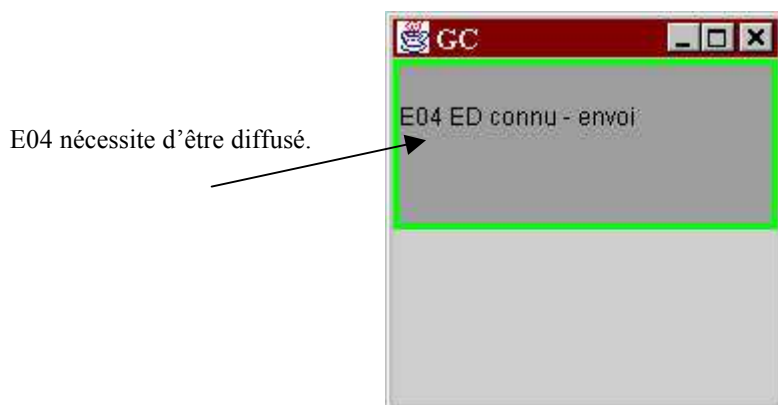 GC
E04 ED connu - envoi
E04 nécessite d’être diffusé.